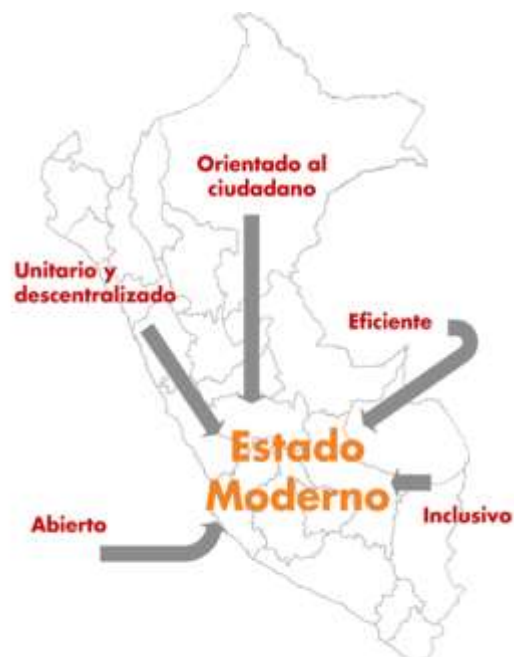 Orientado al
ciudadano
Unitario y
descentralizado
Eficiente
Estado
Moderno
Inclusivo
Abierto